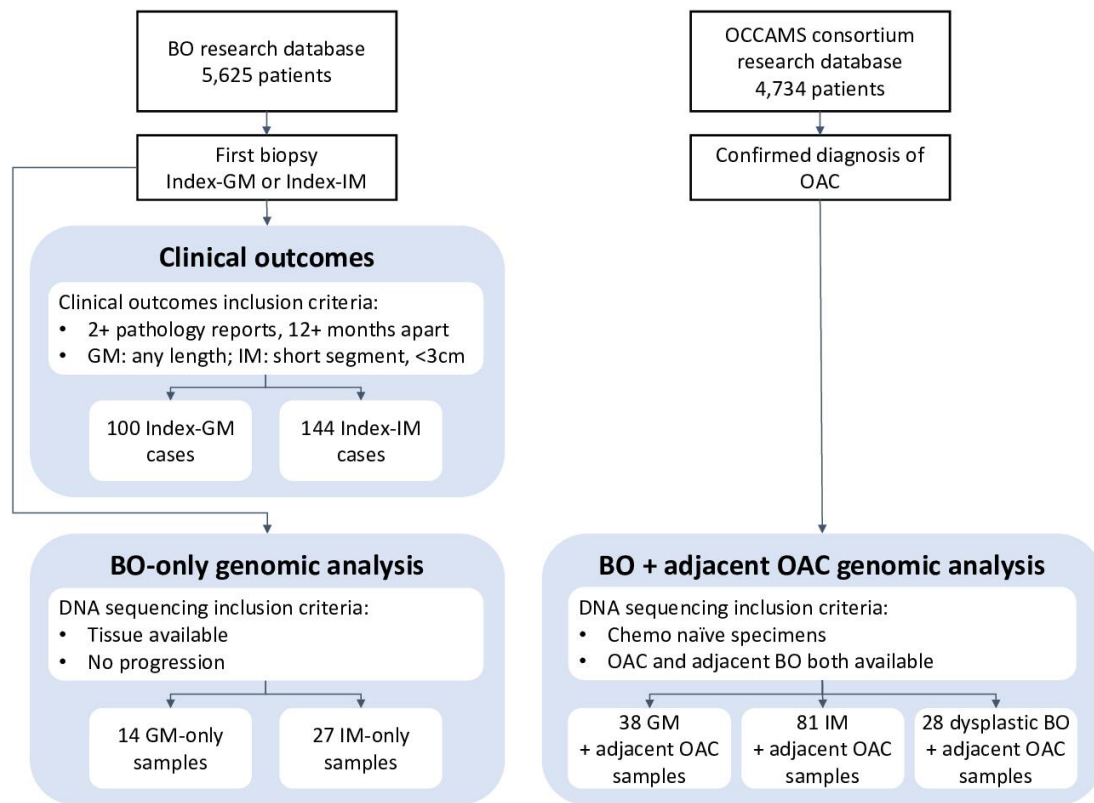 BO research database
5,625 patients
OCCAMS consortium
research database
4,734 patients
First biopsy
Index-GM or Index-IM
Confirmed diagnosis of
OAC
Clinical outcomes
Clinical outcomes inclusion criteria:
• 2+ pathology reports, 12+ months apart
• GM: any length; IM: short segment, <3cm
100 Index-GM
cases
144 Index-IM
cases
BO-only genomic analysis
DNA sequencing inclusion criteria:
• Tissue available
• No progression
14 GM-only
samples
27 IM-only
samples
BO + adjacent OAC genomic analysis
DNA sequencing inclusion criteria:
• Chemo naïve specimens
• OAC and adjacent BO both available
38 GM
+ adjacent OAC
samples
81 IM
+ adjacent OAC
samples
28 dysplastic BO
+ adjacent OAC
samples